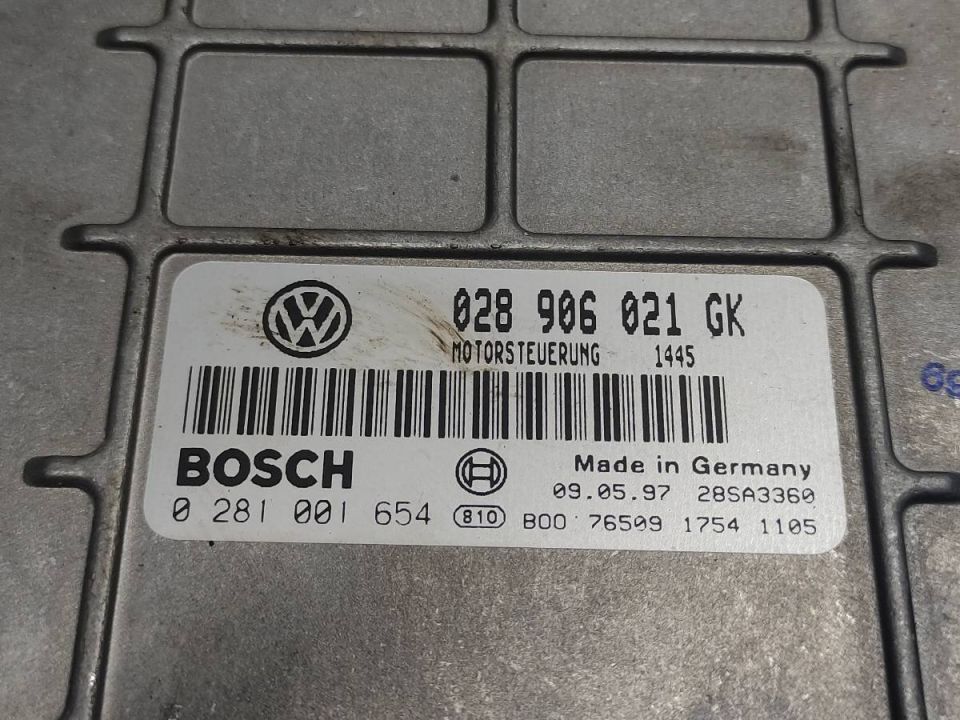 028 906 021 GK
MOTORSTEUERUNG 1445
BOSCH
Made in Germany
09.05.97 28SA3360
0 281 001 654 810 B00 76509 1754 1105
69